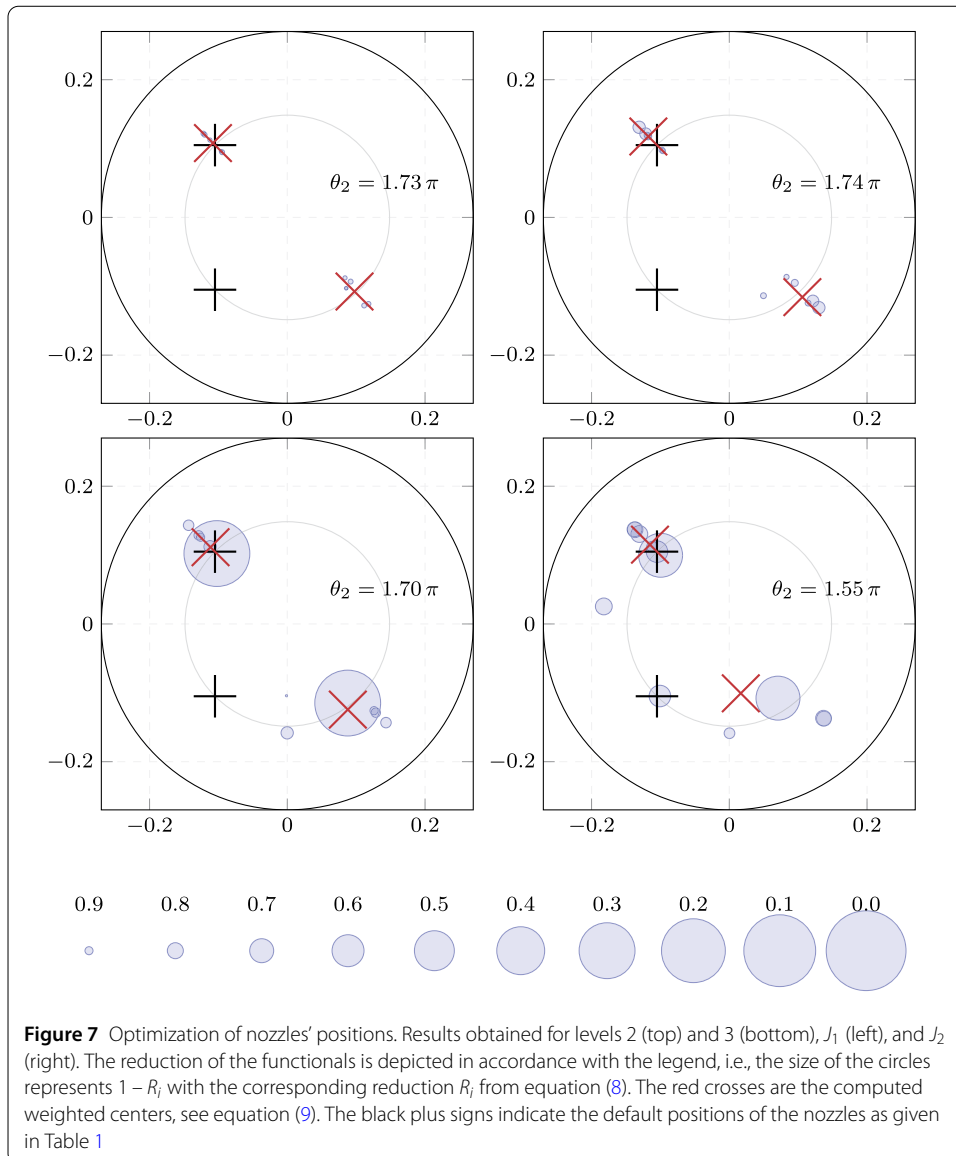 0.2
0
−0.2
θ₂ = 1.73 π
−0.2 0 0.2
0.2
0
−0.2
θ₂ = 1.74 π
−0.2 0 0.2
0.2
0
−0.2
θ₂ = 1.70 π
−0.2 0 0.2
0.2
0
−0.2
θ₂ = 1.55 π
−0.2 0 0.2
0.9 0.8 0.7 0.6 0.5 0.4 0.3 0.2 0.1 0.0
Figure 7 Optimization of nozzles’ positions. Results obtained for levels 2 (top) and 3 (bottom), J₁ (left), and J₂
(right). The reduction of the functionals is depicted in accordance with the legend, i.e., the size of the circles
represents 1 – Rᵢ with the corresponding reduction Rᵢ from equation (8). The red crosses are the computed
weighted centers, see equation (9). The black plus signs indicate the default positions of the nozzles as given
in Table 1